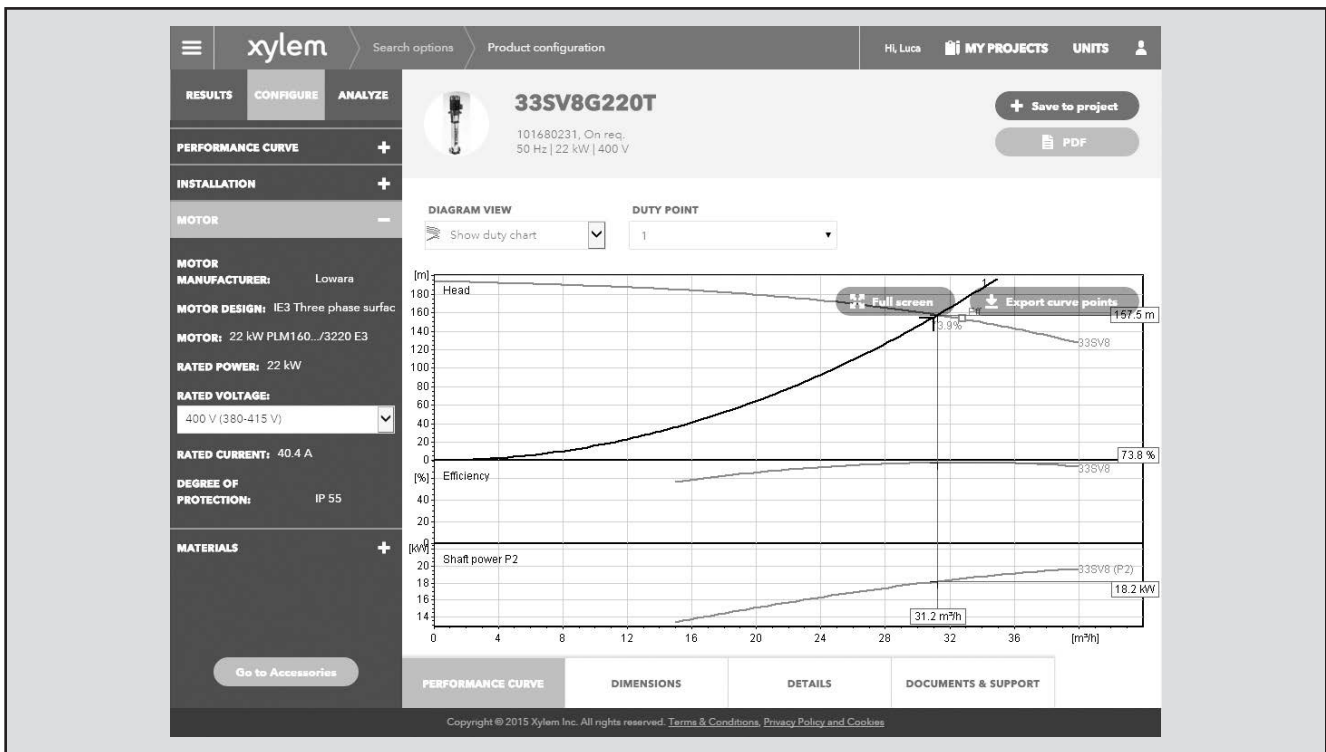 xylem
Search options
Product configuration
Hi, Luca
MY PROJECTS
UNITS
RESULTS
CONFIGURE
ANALYZE
PERFORMANCE CURVE
INSTALLATION
MOTOR
MOTOR
MANUFACTURER: Lowara
MOTOR DESIGN: IE3 Three phase surfac
MOTOR: 22 kW PLM160.../3220 E3
RATED POWER: 22 kW
RATED VOLTAGE:
400 V (380-415 V)
RATED CURRENT: 40.4 A
DEGREE OF
PROTECTION: IP 55
MATERIALS
Go to Accessories
33SV8G220T
101680231, On req.
50 Hz | 22 kW | 400 V
+ Save to project
PDF
DIAGRAM VIEW
Show duty chart
DUTY POINT
1
[m]
Head
180
160
140
120
100
80
60
40
20
0
1
Full screen
Export curve points
Eff
157.5 m
3.9%
33SV8
[%]
Efficiency
40
20
0
73.8 %
33SV8
[kW]
Shaft power P2
20
18
16
14
33SV8 (P2)
18.2 kW
31.2 m³/h
0 4 8 12 16 20 24 28 32 36 [m³/h]
PERFORMANCE CURVE
DIMENSIONS
DETAILS
DOCUMENTS & SUPPORT
Copyright © 2015 Xylem Inc. All rights reserved. Terms & Conditions, Privacy Policy and Cookies